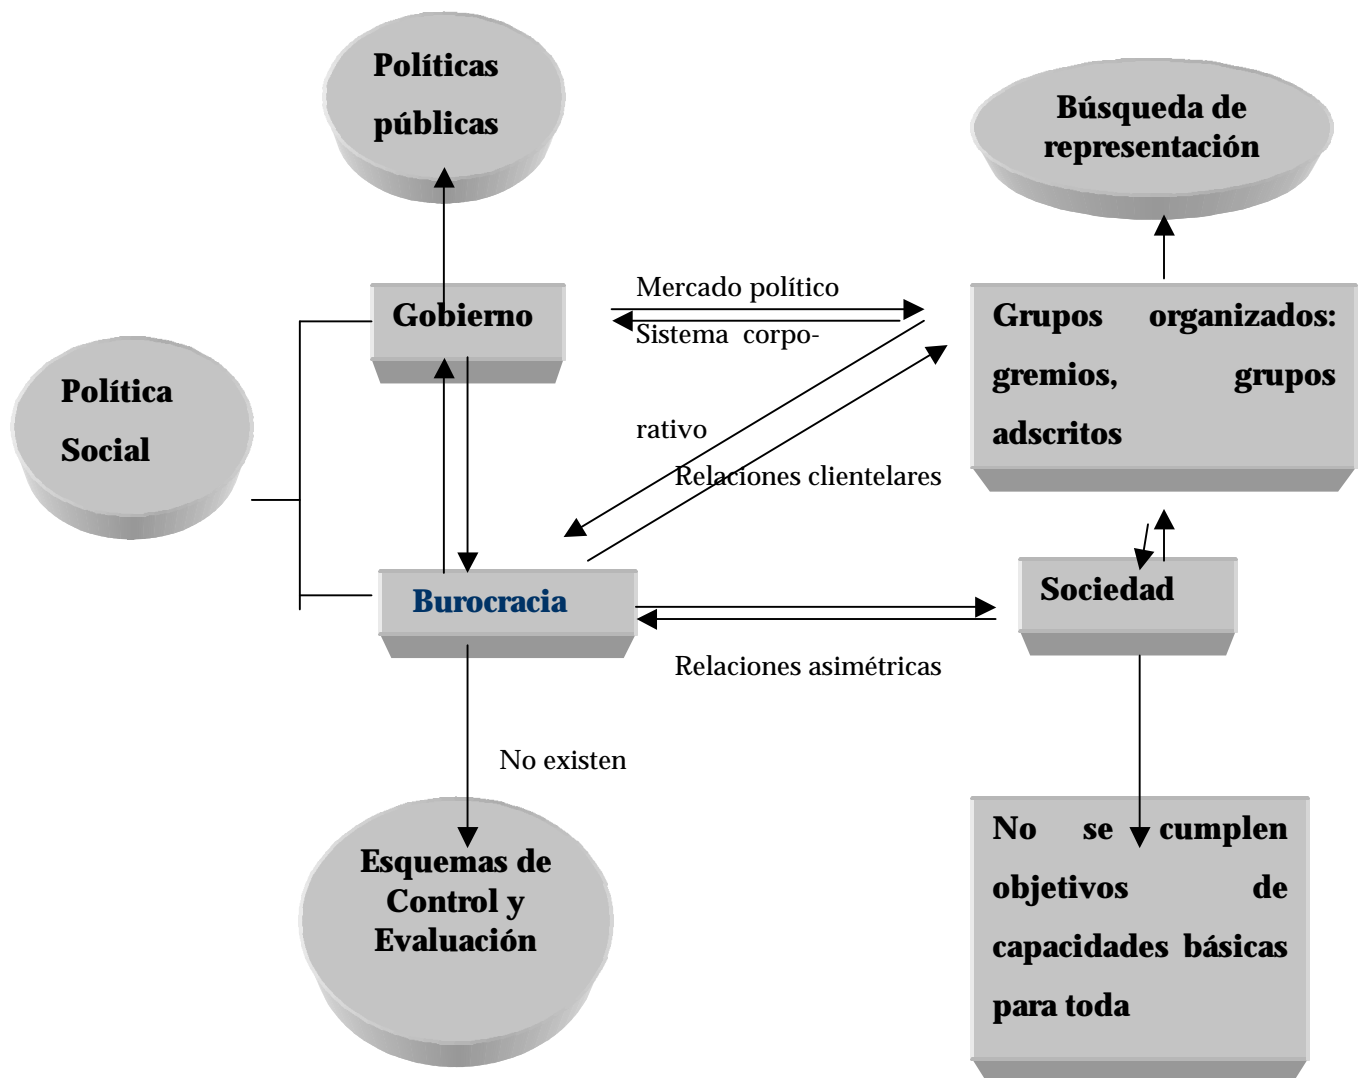 Políticas
públicas
Búsqueda de
representación
Mercado político
Gobierno
Sistema corpo-
rativo
Grupos organizados:
gremios, grupos
adscritos
Política
Social
Relaciones clientelares
Burocracia
Sociedad
Relaciones asimétricas
No existen
Esquemas de
Control y
Evaluación
No se cumplen
objetivos de
capacidades básicas
para toda